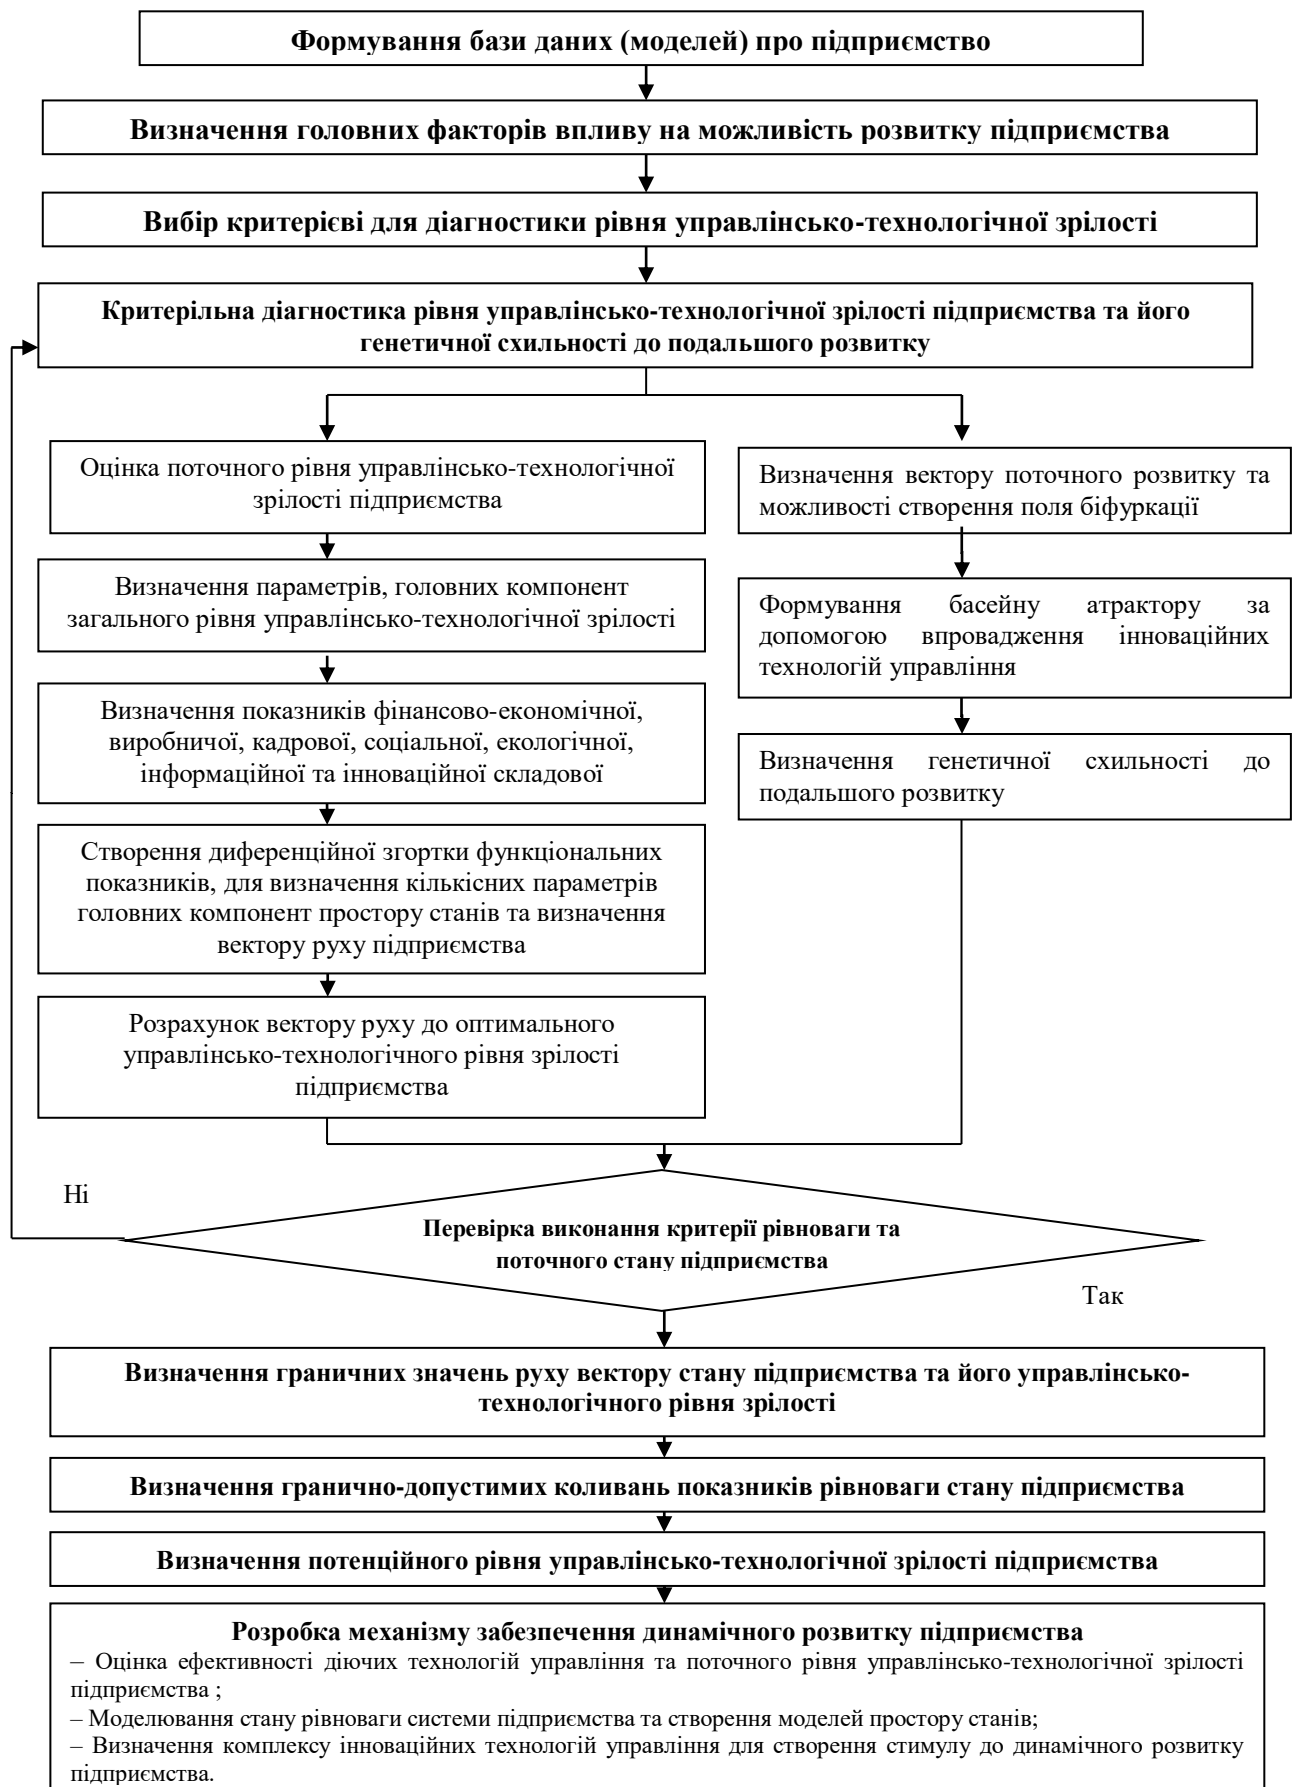 Формування бази даних (моделей) про підприємство
Визначення головних факторів впливу на можливість розвитку підприємства
Вибір критерієві для діагностики рівня управлінсько-технологічної зрілості
Критерільна діагностика рівня управлінсько-технологічної зрілості підприємства та його
генетичної схильності до подальшого розвитку
Оцінка поточного рівня управлінсько-технологічної
зрілості підприємства
Визначення параметрів, головних компонент
загального рівня управлінсько-технологічної зрілості
Визначення показників фінансово-економічної,
виробничої, кадрової, соціальної, екологічної,
інформаційної та інноваційної складової
Створення диференційної згортки функціональних
показників, для визначення кількісних параметрів
головних компонент простору станів та визначення
вектору руху підприємства
Розрахунок вектору руху до оптимального
управлінсько-технологічного рівня зрілості
підприємства
Визначення вектору поточного розвитку та
можливості створення поля біфуркації
Формування басейну атрактору за
допомогою впровадження інноваційних
технологій управління
Визначення генетичної схильності до
подальшого розвитку
Ні
Перевірка виконання критерії рівноваги та
поточного стану підприємства
Так
Визначення граничних значень руху вектору стану підприємства та його управлінсько-
технологічного рівня зрілості
Визначення гранично-допустимих коливань показників рівноваги стану підприємства
Визначення потенційного рівня управлінсько-технологічної зрілості підприємства
Розробка механізму забезпечення динамічного розвитку підприємства
– Оцінка ефективності діючих технологій управління та поточного рівня управлінсько-технологічної зрілості
підприємства ;
– Моделювання стану рівноваги системи підприємства та створення моделей простору станів;
– Визначення комплексу інноваційних технологій управління для створення стимулу до динамічного розвитку
підприємства.